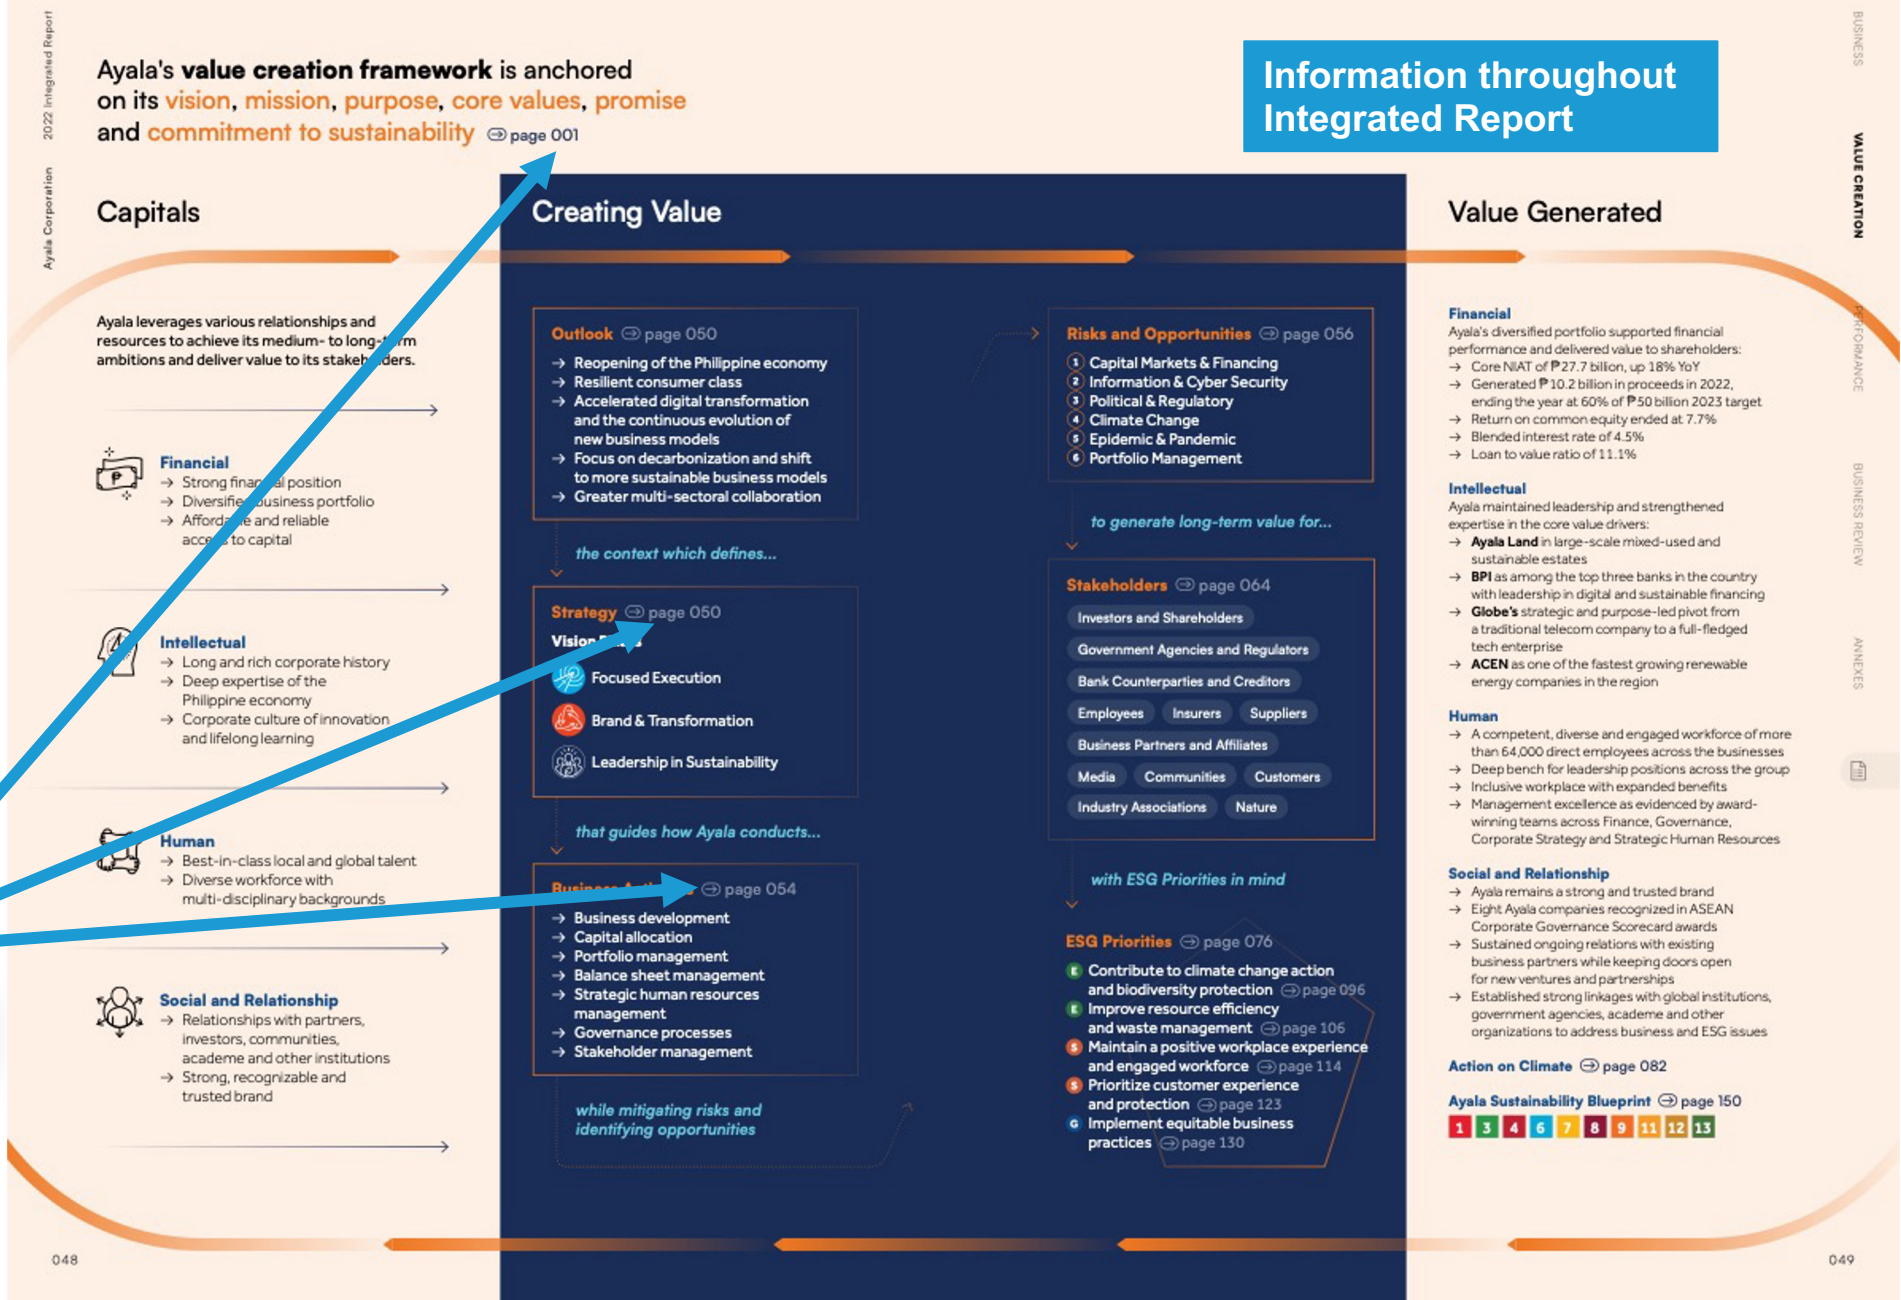 Ayala Corporation 2022 Integrated Report
Ayala's value creation framework is anchored
on its vision, mission, purpose, core values, promise
and commitment to sustainability page 001
Information throughout
Integrated Report
Capitals
Ayala leverages various relationships and
resources to achieve its medium- to long-term
ambitions and deliver value to its stakeholders.
Financial
→ Strong financial position
→ Diversified business portfolio
→ Affordable and reliable
access to capital
Intellectual
→ Long and rich corporate history
→ Deep expertise of the
Philippine economy
→ Corporate culture of innovation
and lifelong learning
Human
→ Best-in-class local and global talent
→ Diverse workforce with
multi-disciplinary backgrounds
Social and Relationship
→ Relationships with partners,
investors, communities,
academe and other institutions
→ Strong, recognizable and
trusted brand
048
Creating Value
Outlook page 050
→ Reopening of the Philippine economy
→ Resilient consumer class
→ Accelerated digital transformation
and the continuous evolution of
new business models
→ Focus on decarbonization and shift
to more sustainable business models
→ Greater multi-sectoral collaboration
the context which defines...
Strategy page 050
Vision
Focused Execution
Brand & Transformation
Leadership in Sustainability
that guides how Ayala conducts...
Business page 054
→ Business development
→ Capital allocation
→ Portfolio management
→ Balance sheet management
→ Strategic human resources
management
→ Governance processes
→ Stakeholder management
while mitigating risks and
identifying opportunities
Risks and Opportunities page 056
1 Capital Markets & Financing
2 Information & Cyber Security
3 Political & Regulatory
4 Climate Change
5 Epidemic & Pandemic
6 Portfolio Management
to generate long-term value for...
Stakeholders page 064
Investors and Shareholders
Government Agencies and Regulators
Bank Counterparties and Creditors
Employees Insurers Suppliers
Business Partners and Affiliates
Media Communities Customers
Industry Associations Nature
with ESG Priorities in mind
ESG Priorities page 076
E Contribute to climate change action
and biodiversity protection page 096
E Improve resource efficiency
and waste management page 106
S Maintain a positive workplace experience
and engaged workforce page 114
S Prioritize customer experience
and protection page 123
G Implement equitable business
practices page 130
Value Generated
Financial
Ayala's diversified portfolio supported financial
performance and delivered value to shareholders:
→ Core NIAT of ₱27.7 billion, up 18% YoY
→ Generated ₱10.2 billion in proceeds in 2022,
ending the year at 60% of ₱50 billion 2023 target
→ Return on common equity ended at 7.7%
→ Blended interest rate of 4.5%
→ Loan to value ratio of 11.1%
Intellectual
Ayala maintained leadership and strengthened
expertise in the core value drivers:
→ Ayala Land in large-scale mixed-used and
sustainable estates
→ BPI as among the top three banks in the country
with leadership in digital and sustainable financing
→ Globe's strategic and purpose-led pivot from
a traditional telecom company to a full-fledged
tech enterprise
→ ACEN as one of the fastest growing renewable
energy companies in the region
Human
→ A competent, diverse and engaged workforce of more
than 64,000 direct employees across the businesses
→ Deep bench for leadership positions across the group
→ Inclusive workplace with expanded benefits
→ Management excellence as evidenced by award-
winning teams across Finance, Governance,
Corporate Strategy and Strategic Human Resources
Social and Relationship
→ Ayala remains a strong and trusted brand
→ Eight Ayala companies recognized in ASEAN
Corporate Governance Scorecard awards
→ Sustained ongoing relations with existing
business partners while keeping doors open
for new ventures and partnerships
→ Established strong linkages with global institutions,
government agencies, academe and other
organizations to address business and ESG issues
Action on Climate page 082
Ayala Sustainability Blueprint page 150
1 3 4 6 7 8 9 11 12 13
049
BUSINESS
VALUE CREATION
PERFORMANCE
BUSINESS REVIEW
ANNEXES